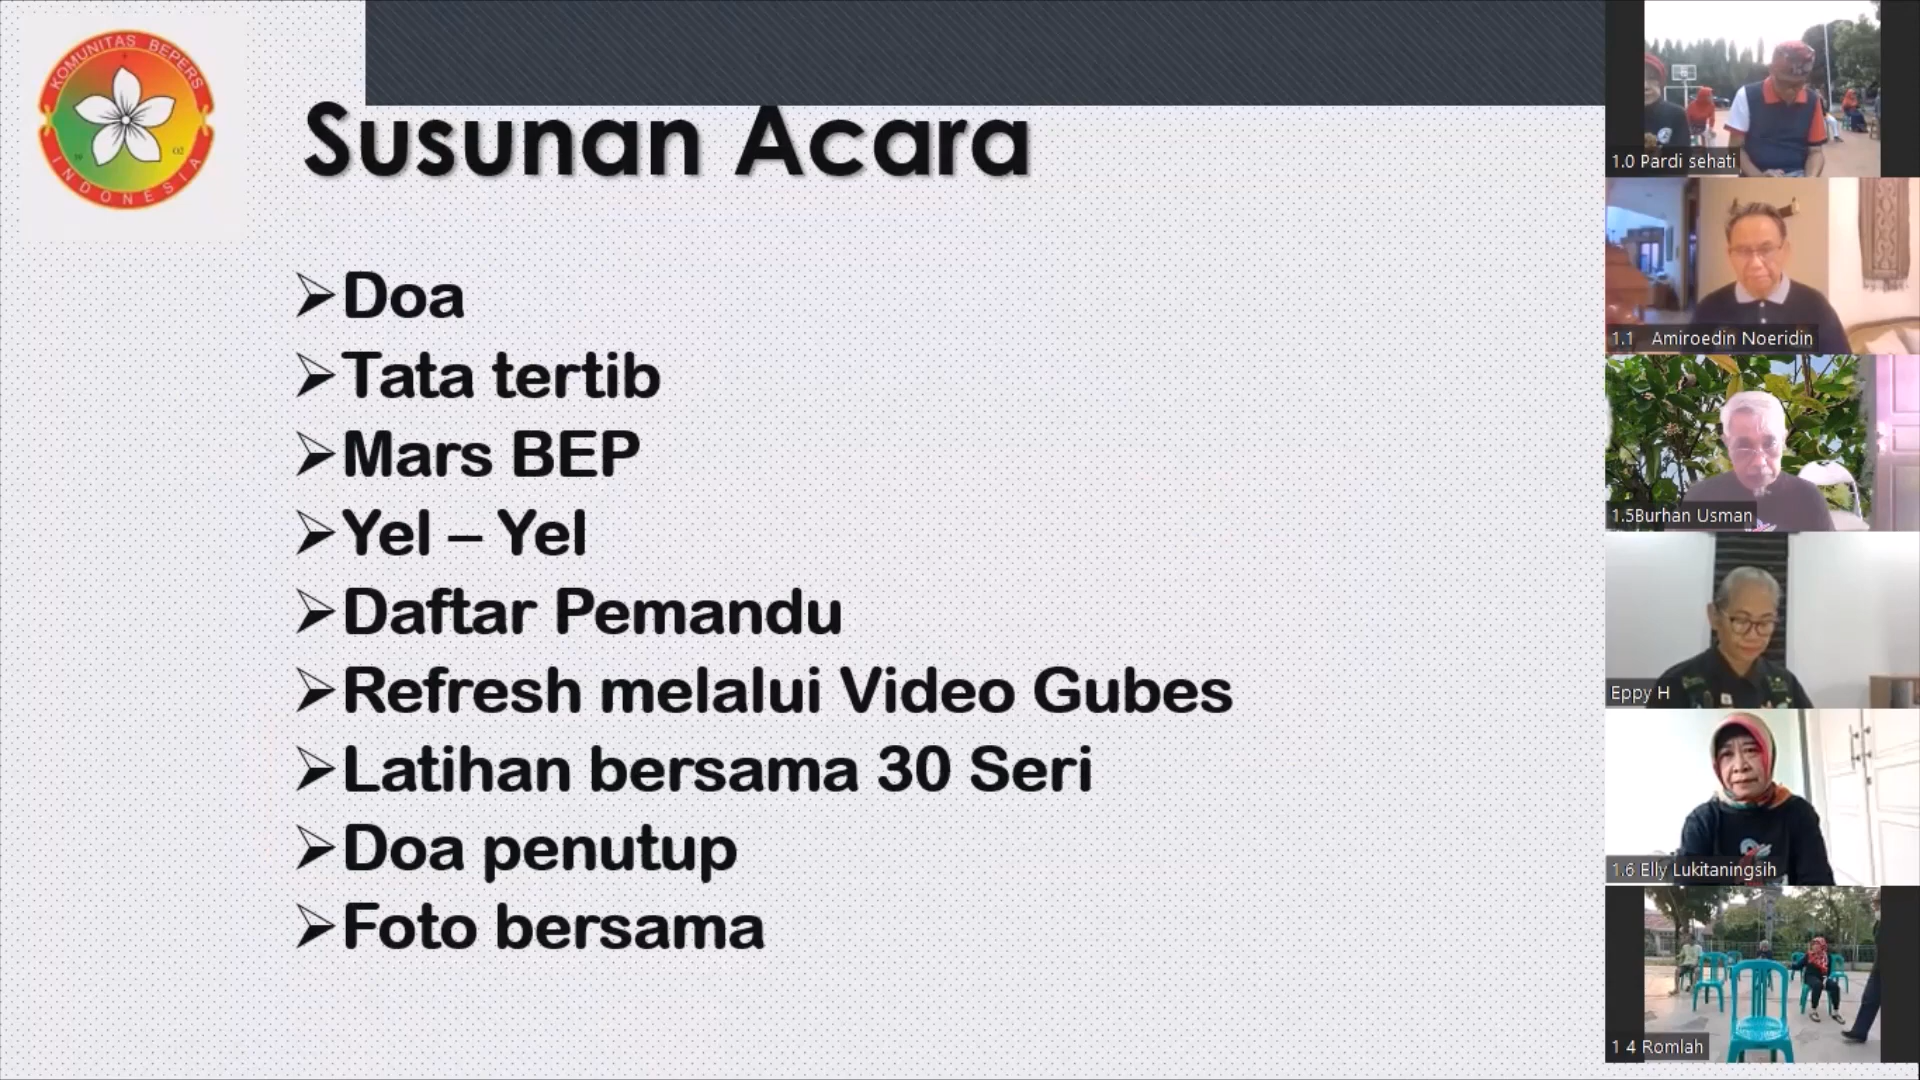 KOMUNITAS BEPERS
INDONESIA
Susunan Acara
Doa
Tata tertib
Mars BEP
Yel – Yel
Daftar Pemandu
Refresh melalui Video Gubes
Latihan bersama 30 Seri
Doa penutup
Foto bersama
1.0 Pardi sehati
1.1 Amiroedin Noeridin
1.5Burhan Usman
Eppy H
1.6 Elly Lukitaningsih
1 4 Romlah